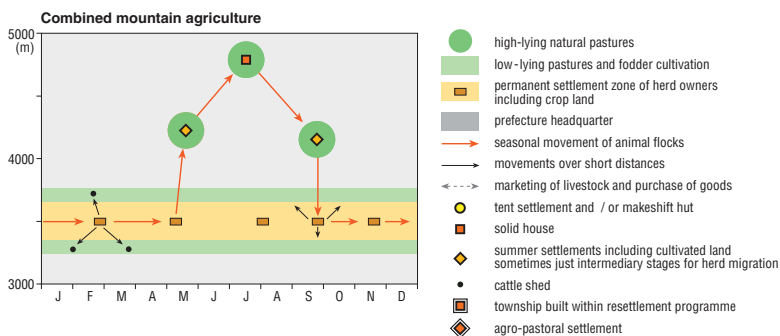 Combined mountain agriculture
5000
(m)
4000
3000
J F M A M J J A S O N D
high-lying natural pastures
low-lying pastures and fodder cultivation
permanent settlement zone of herd owners
including crop land
prefecture headquarter
seasonal movement of animal flocks
movements over short distances
marketing of livestock and purchase of goods
tent settlement and / or makeshift hut
solid house
summer settlements including cultivated land
sometimes just intermediary stages for herd migration
cattle shed
township built within resettlement programme
agro-pastoral settlement